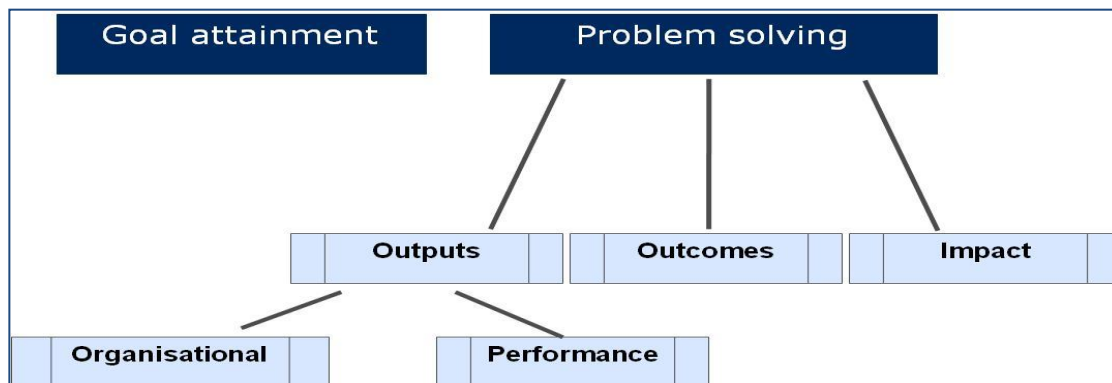 Goal attainment
Problem solving
Outputs
Outcomes
Impact
Organisational
Performance